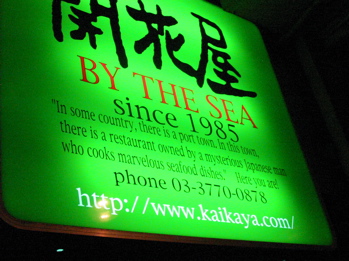 開花屋
BY THE SEA
since 1985
"In some country, there is a port town. In this town,
there is a restaurant owned by a mysterious Japanese man
who cooks marvelous seafood dishes." Here you are!
phone 03-3770-0878
http://www.kaikaya.com/